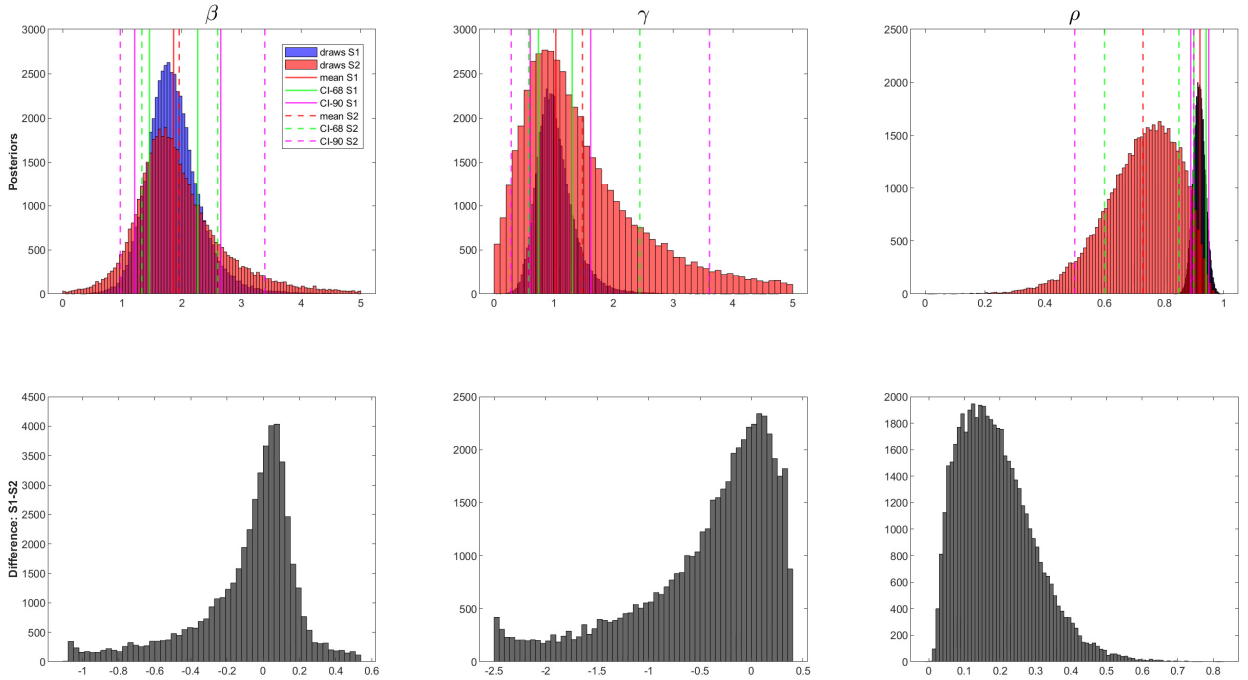 β
γ
ρ
3000
2500
2000
1500
1000
500
0
Posteriors
0 1 2 3 4 5
draws S1
draws S2
mean S1
CI-68 S1
CI-90 S1
mean S2
CI-68 S2
CI-90 S2
3000
2500
2000
1500
1000
500
0
0 1 2 3 4 5
2500
2000
1500
1000
500
0
0 0.2 0.4 0.6 0.8 1
4500
4000
3500
3000
2500
2000
1500
1000
500
0
Difference: S1-S2
-1 -0.8 -0.6 -0.4 -0.2 0 0.2 0.4 0.6
2500
2000
1500
1000
500
0
-2.5 -2 -1.5 -1 -0.5 0 0.5
2000
1800
1600
1400
1200
1000
800
600
400
200
0
0 0.1 0.2 0.3 0.4 0.5 0.6 0.7 0.8